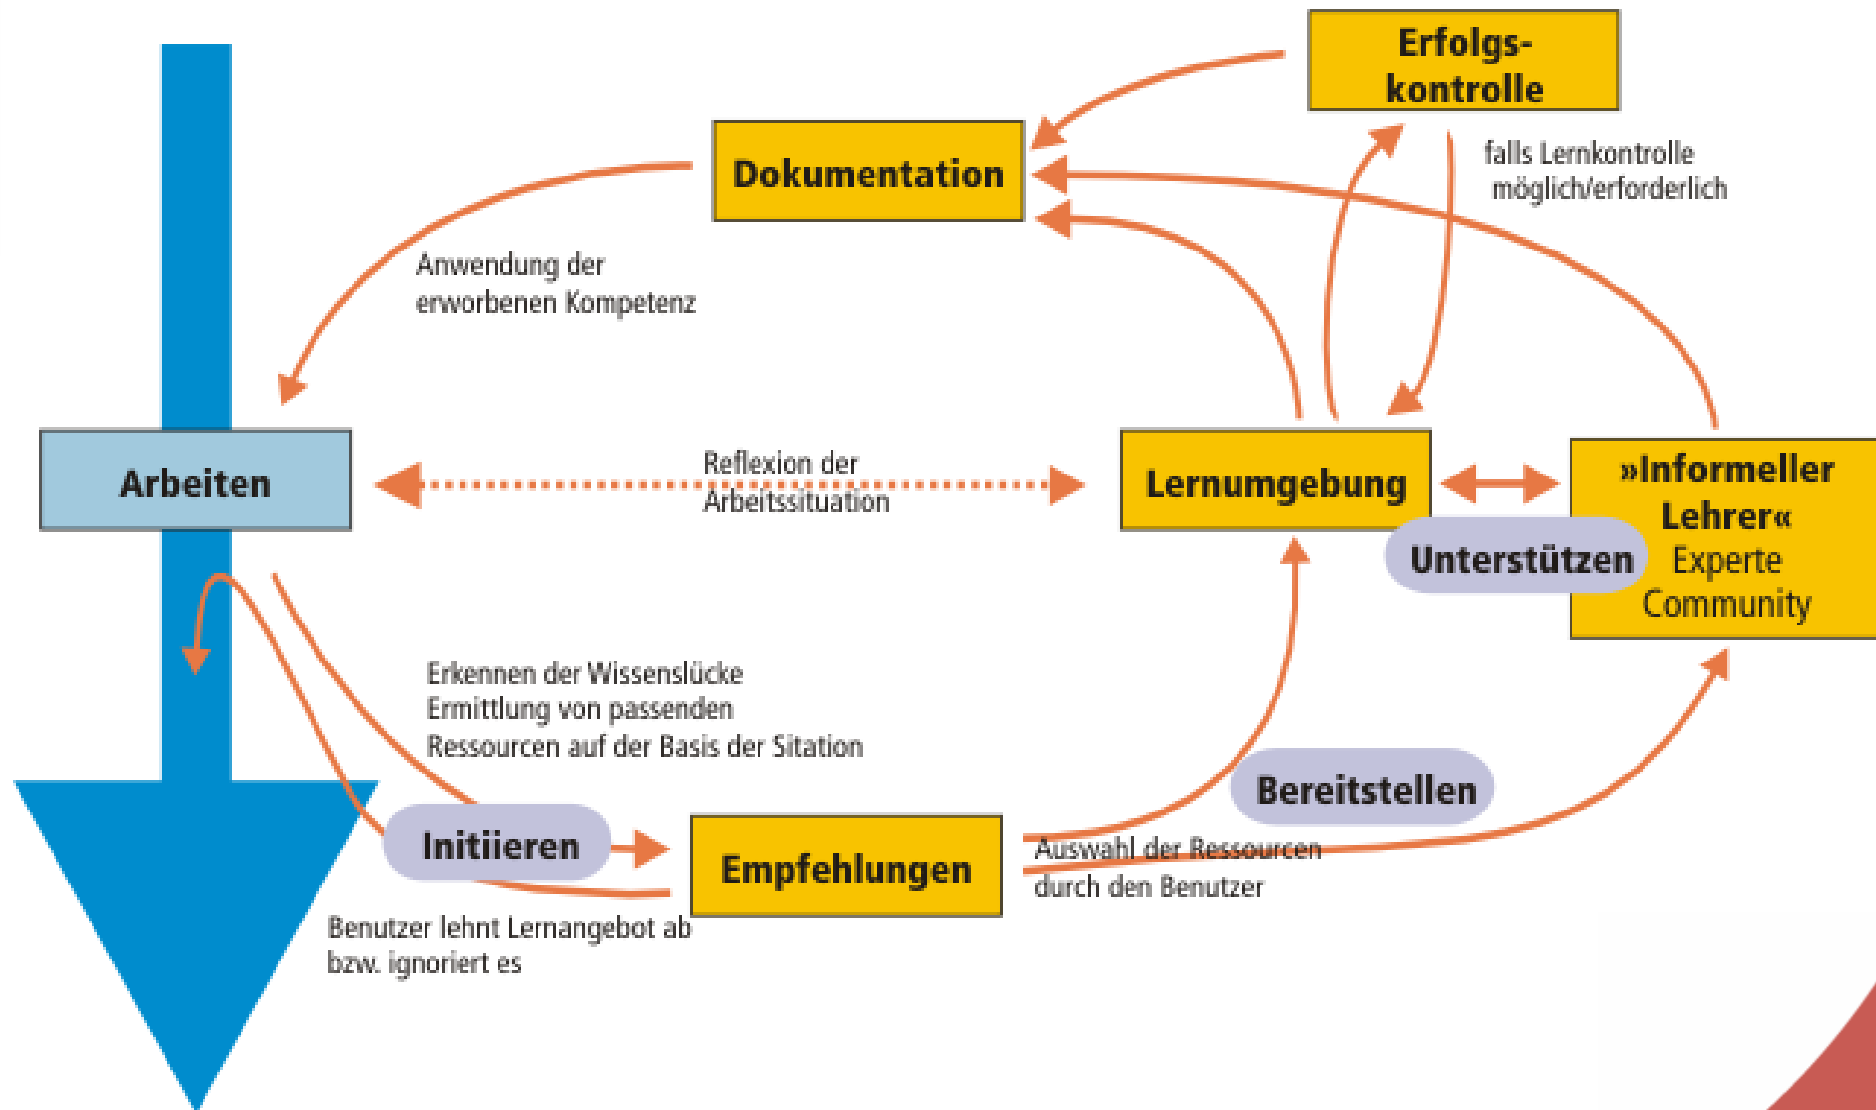 Erfolgs-
kontrolle
falls Lernkontrolle
möglich/erforderlich
Dokumentation
Anwendung der
erworbenen Kompetenz
Arbeiten
Reflexion der
Arbeitssituation
Lernumgebung
»Informeller
Lehrer«
Experte
Community
Unterstützen
Erkennen der Wissenslücke
Ermittlung von passenden
Ressourcen auf der Basis der Sitation
Bereitstellen
Initiieren
Empfehlungen
Auswahl der Ressourcen
durch den Benutzer
Benutzer lehnt Lernangebot ab
bzw. ignoriert es